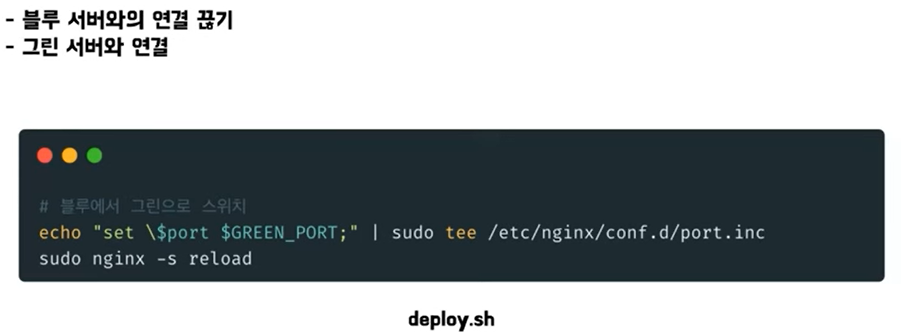 - 블루 서버와의 연결 끊기
- 그린 서버와 연결
# 블루에서 그린으로 스위치
echo "set \$port $GREEN_PORT;" | sudo tee /etc/nginx/conf.d/port.inc
sudo nginx -s reload
deploy.sh